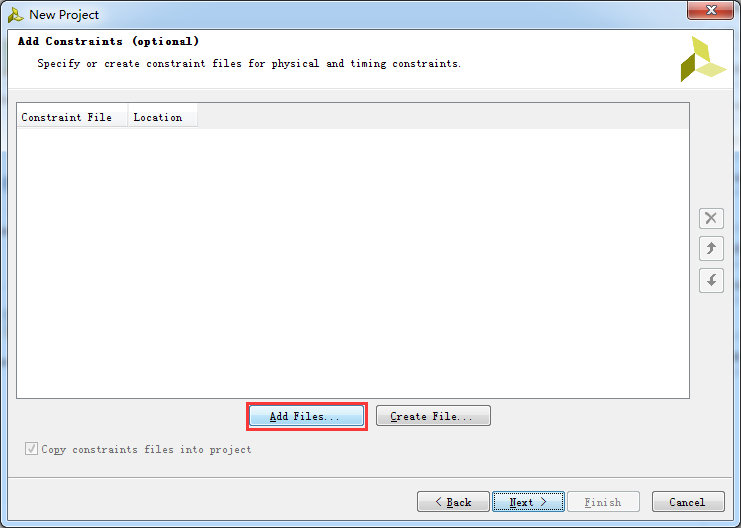 New Project
Add Constraints (optional)
Specify or create constraint files for physical and timing constraints.
Constraint File Location
Add Files... Create File...
Copy constraints files into project
< Back Next > Finish Cancel